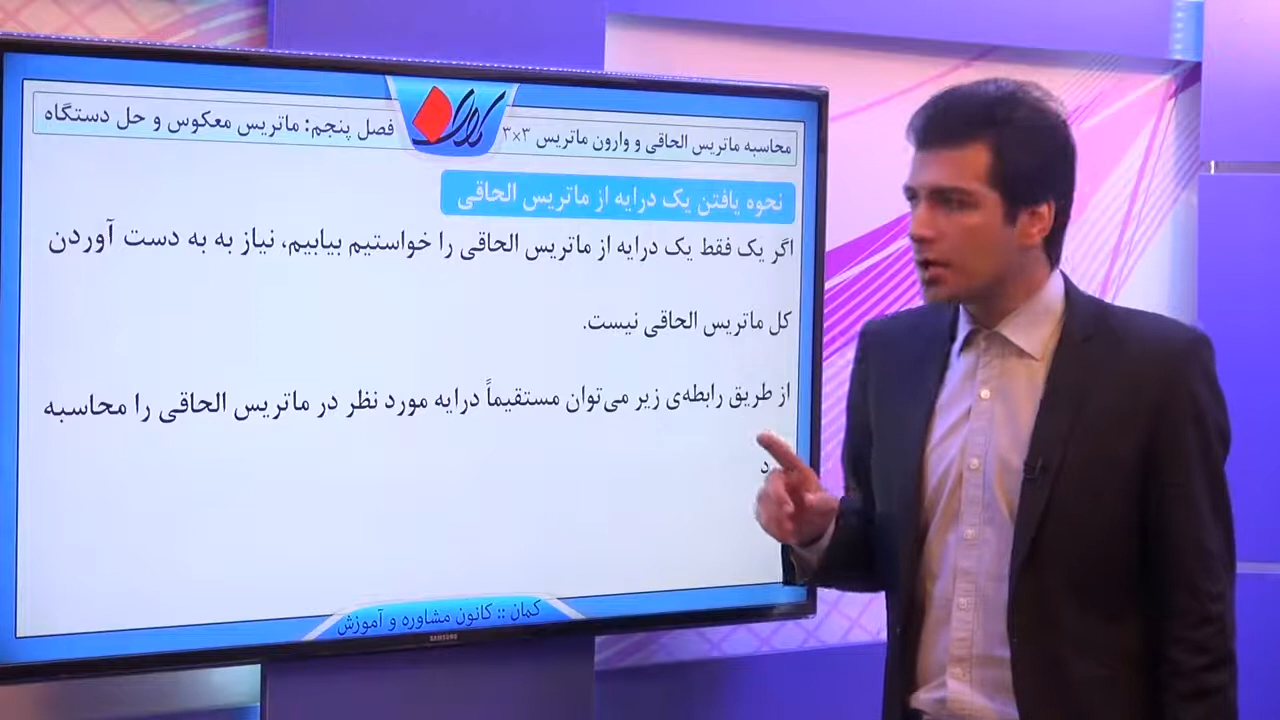 محاسبه ماتریس الحاقی و وارون ماتریس ۳×۳
فصل پنجم: ماتریس معکوس و حل دستگاه
نحوه یافتن یک درایه از ماتریس الحاقی
اگر یک فقط یک درایه از ماتریس الحاقی را خواستیم بیابیم، نیاز به به دست آوردن
کل ماتریس الحاقی نیست.
از طریق رابطه‌ی زیر می‌توان مستقیماً درایه مورد نظر در ماتریس الحاقی را محاسبه
کمان :: کانون مشاوره و آموزش
SAMSUNG